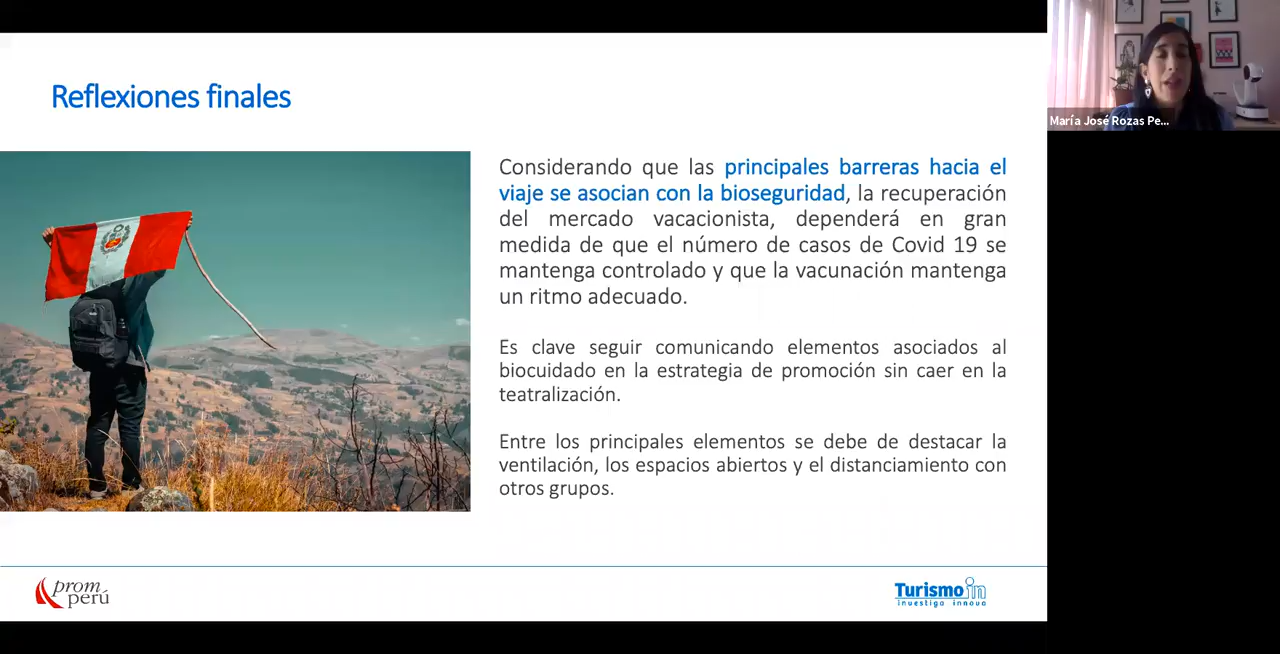 Reflexiones finales
María José Rozas Pe...
Considerando que las principales barreras hacia el
viaje se asocian con la bioseguridad, la recuperación
del mercado vacacionista, dependerá en gran
medida de que el número de casos de Covid 19 se
mantenga controlado y que la vacunación mantenga
un ritmo adecuado.
Es clave seguir comunicando elementos asociados al
biocuidado en la estrategia de promoción sin caer en la
teatralización.
Entre los principales elementos se debe de destacar la
ventilación, los espacios abiertos y el distanciamiento con
otros grupos.
prom
perú
Turismo in
investiga innova